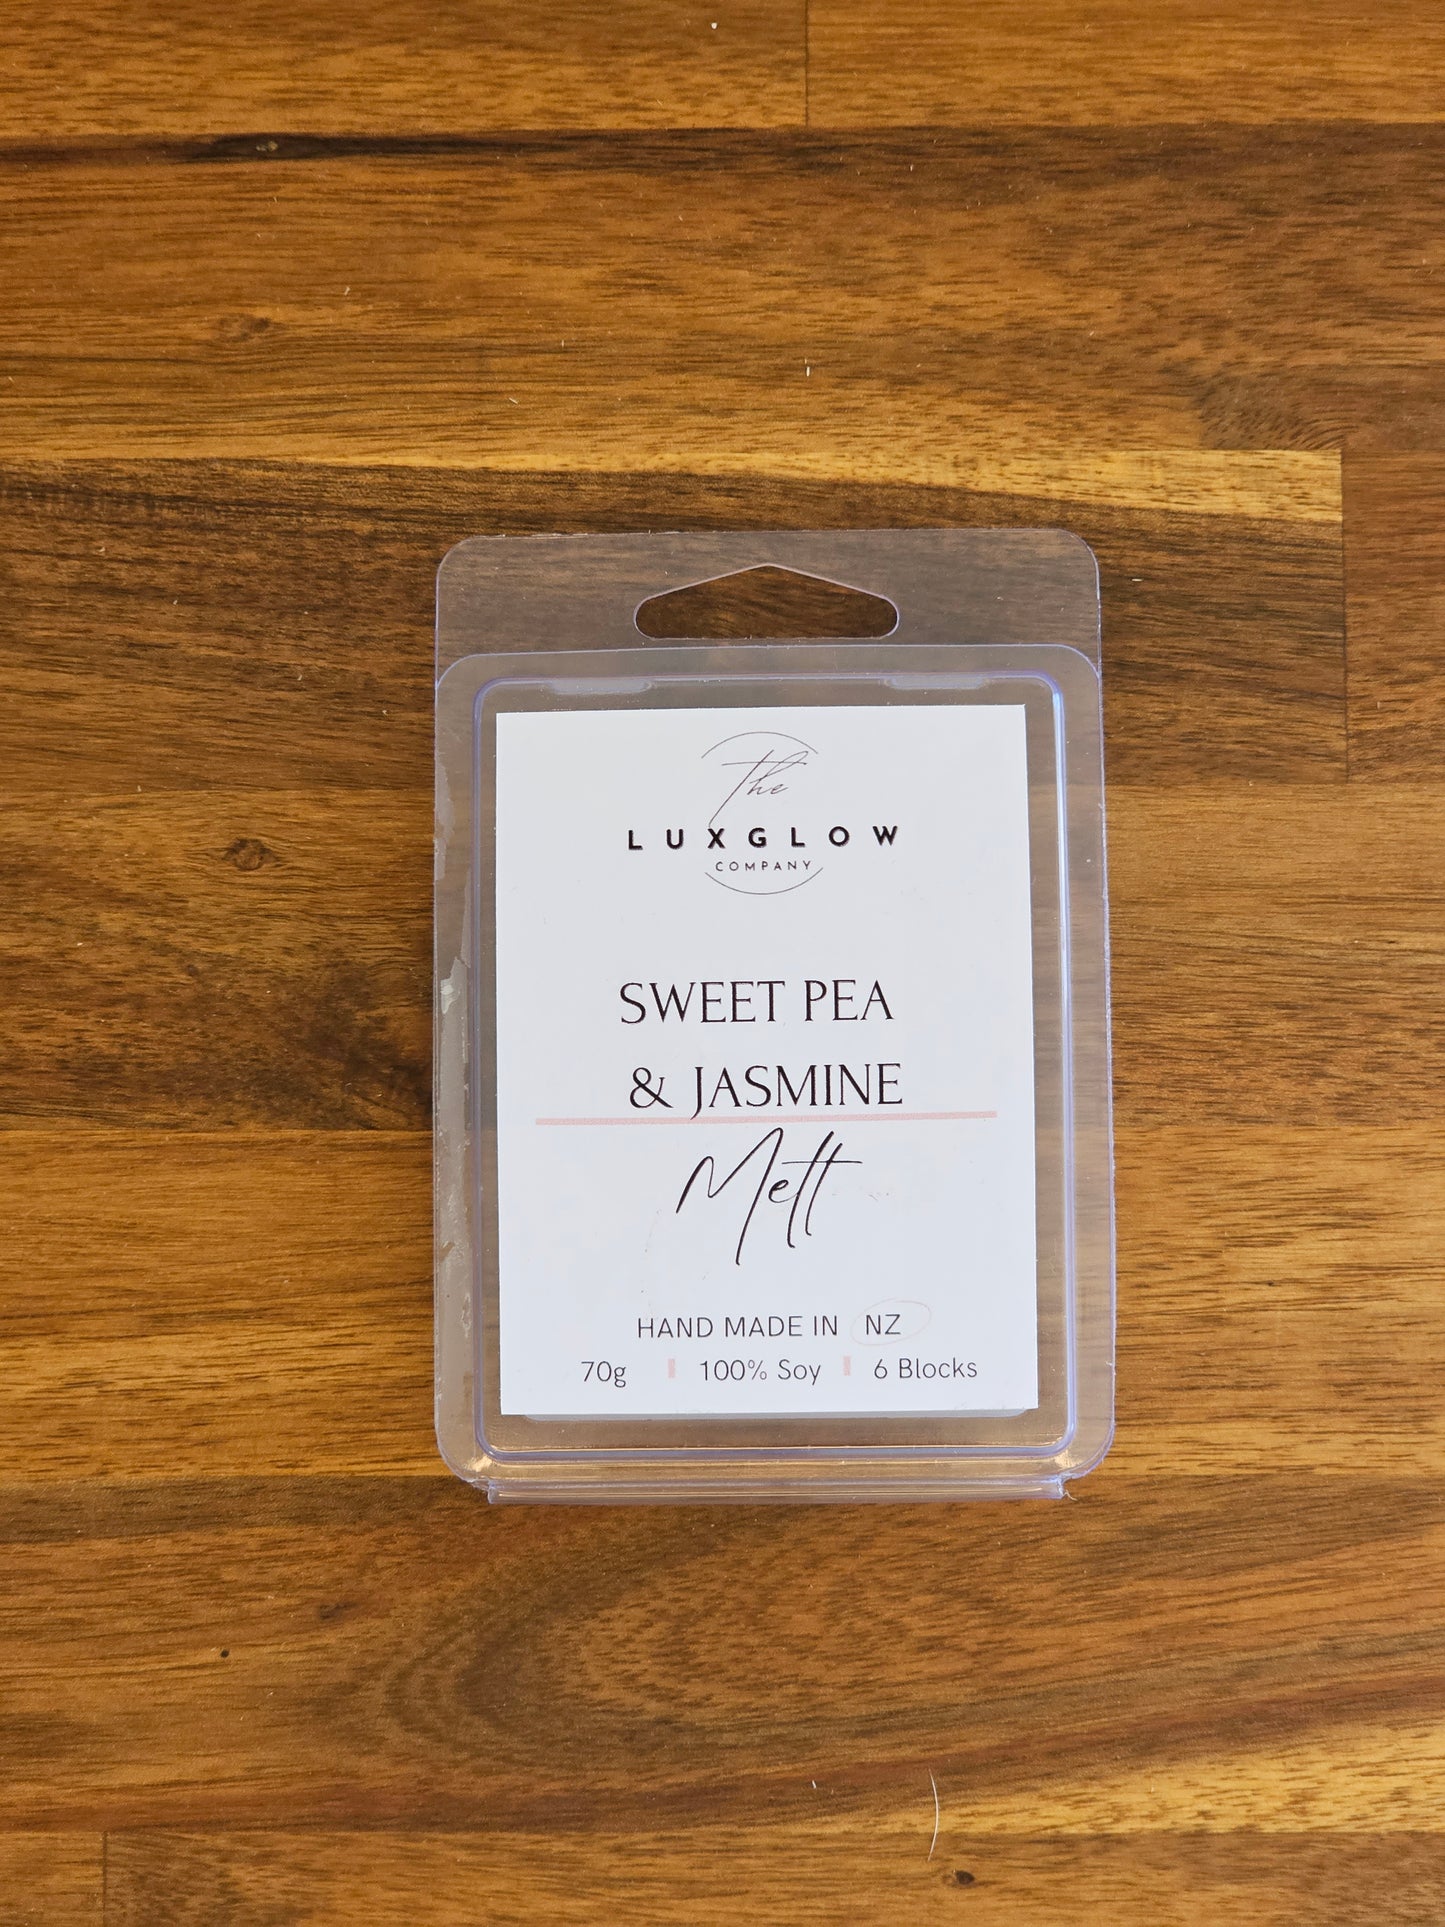 The
LUXGLOW
COMPANY
SWEET PEA
& JASMINE
Melt
HAND MADE IN NZ
70g | 100% Soy | 6 Blocks